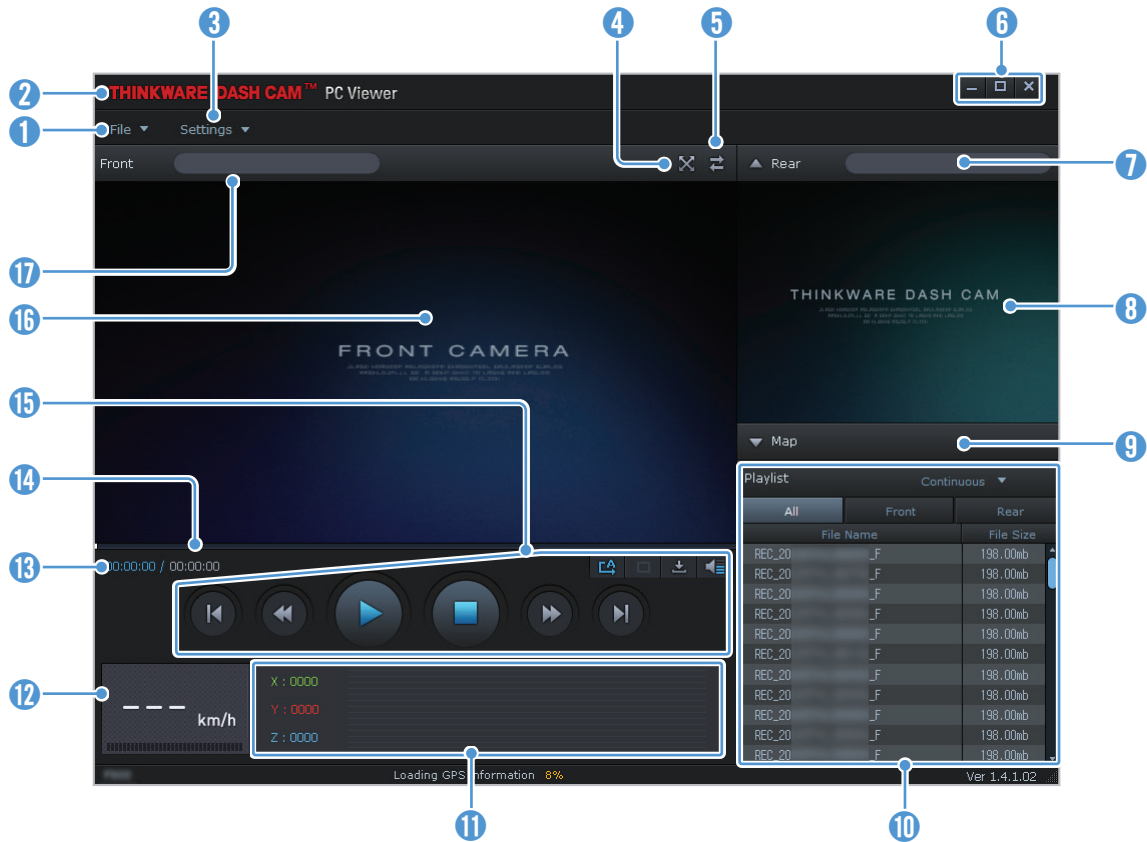 3
4
5
6
2
THINKWARE DASH CAM™ PC Viewer
1
File
Settings
Front
Rear
7
17
16
THINKWARE DASH CAM
8
FRONT CAMERA
15
Map
9
14
Playlist
Continuous
All
Front
Rear
File Name
File Size
13
00:00:00 / 00:00:00
REC_20 _F 198.00mb
REC_20 _F 198.00mb
REC_20 _F 198.00mb
REC_20 _F 198.00mb
REC_20 _F 198.00mb
REC_20 _F 198.00mb
REC_20 _F 198.00mb
REC_20 _F 198.00mb
REC_20 _F 198.00mb
REC_20 _F 198.00mb
REC_20 _F 198.00mb
12
km/h
X : 0000
Y : 0000
Z : 0000
Loading GPS information 8%
Ver 1.4.1.02
11
10